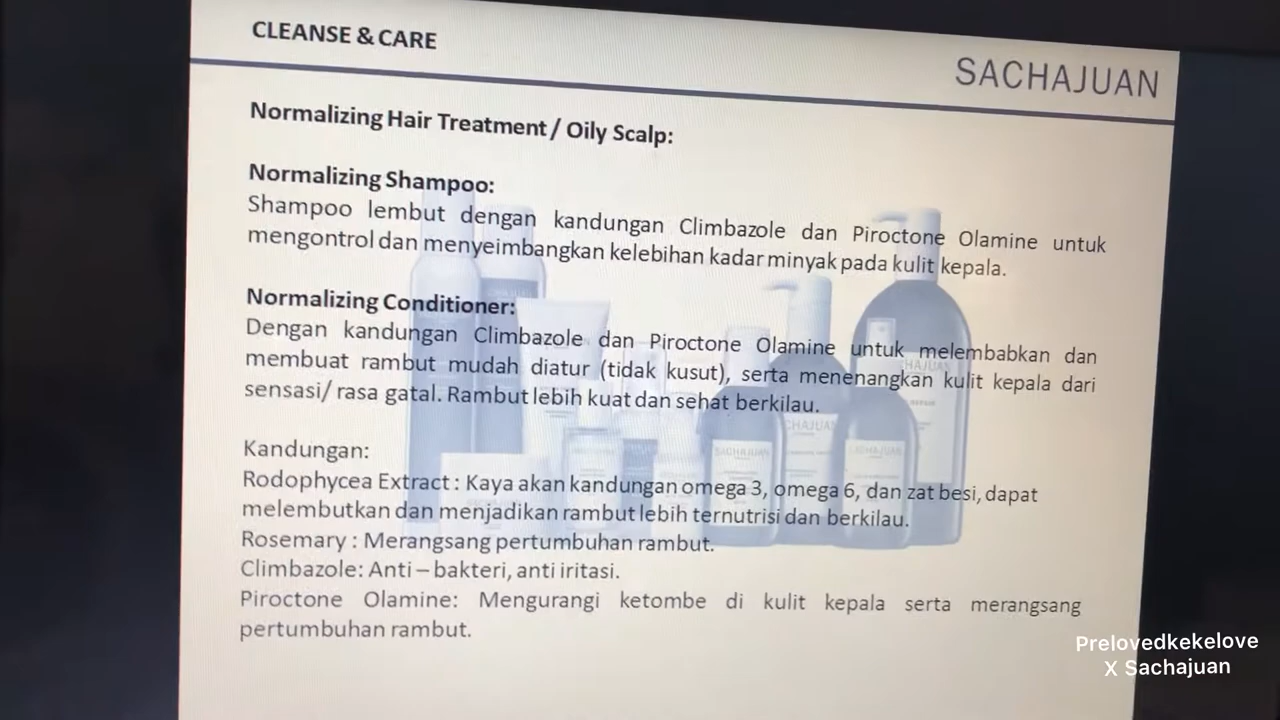 CLEANSE & CARE
SACHAJUAN
Normalizing Hair Treatment / Oily Scalp:
Normalizing Shampoo:
Shampoo lembut dengan kandungan Climbazole dan Piroctone Olamine untuk
mengontrol dan menyeimbangkan kelebihan kadar minyak pada kulit kepala.
Normalizing Conditioner:
Dengan kandungan Climbazole dan Piroctone Olamine untuk melembabkan dan
membuat rambut mudah diatur (tidak kusut), serta menenangkan kulit kepala dari
sensasi/ rasa gatal. Rambut lebih kuat dan sehat berkilau.
Kandungan:
Rodophycea Extract : Kaya akan kandungan omega 3, omega 6, dan zat besi, dapat
melembutkan dan menjadikan rambut lebih ternutrisi dan berkilau.
Rosemary : Merangsang pertumbuhan rambut.
Climbazole: Anti – bakteri, anti iritasi.
Piroctone Olamine: Mengurangi ketombe di kulit kepala serta merangsang
pertumbuhan rambut.
SACHAJUAN
Prelovedkekelove
X Sachajuan